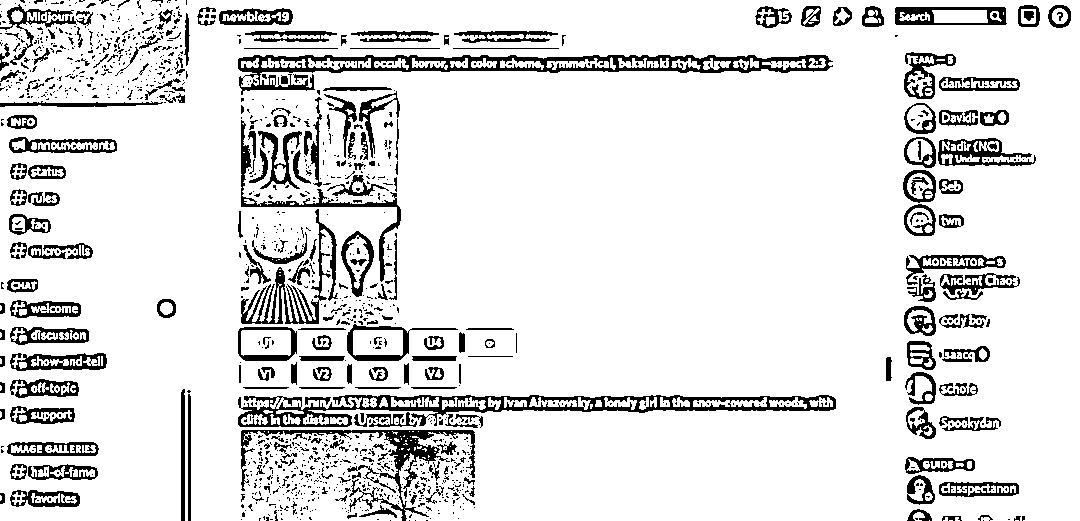 Midjourney
newbies-19
15
Search
INFO
announcements
status
rules
faq
micro-polls
CHAT
welcome
discussion
show-and-tell
off-topic
support
IMAGE GALLERIES
hall-of-fame
favorites
red abstract background occult, horror, red color scheme, symmetrical, beksinski style, giger style --aspect 2:3 -
U1 U2 U3 U4
V1 V2 V3 V4
A beautiful painting by Ivan Aivazovsky, a lonely girl in the snow-covered woods, with
cliffs in the distance - Upscaled by
TEAM — 5
danielrussruss
DavidH
Nadir (NC)
Under construction!
Seb
twn
MODERATOR —
Ancient Chaos
cody boy
isaacq
schofe
Spookydan
GUIDE —
classpectanon